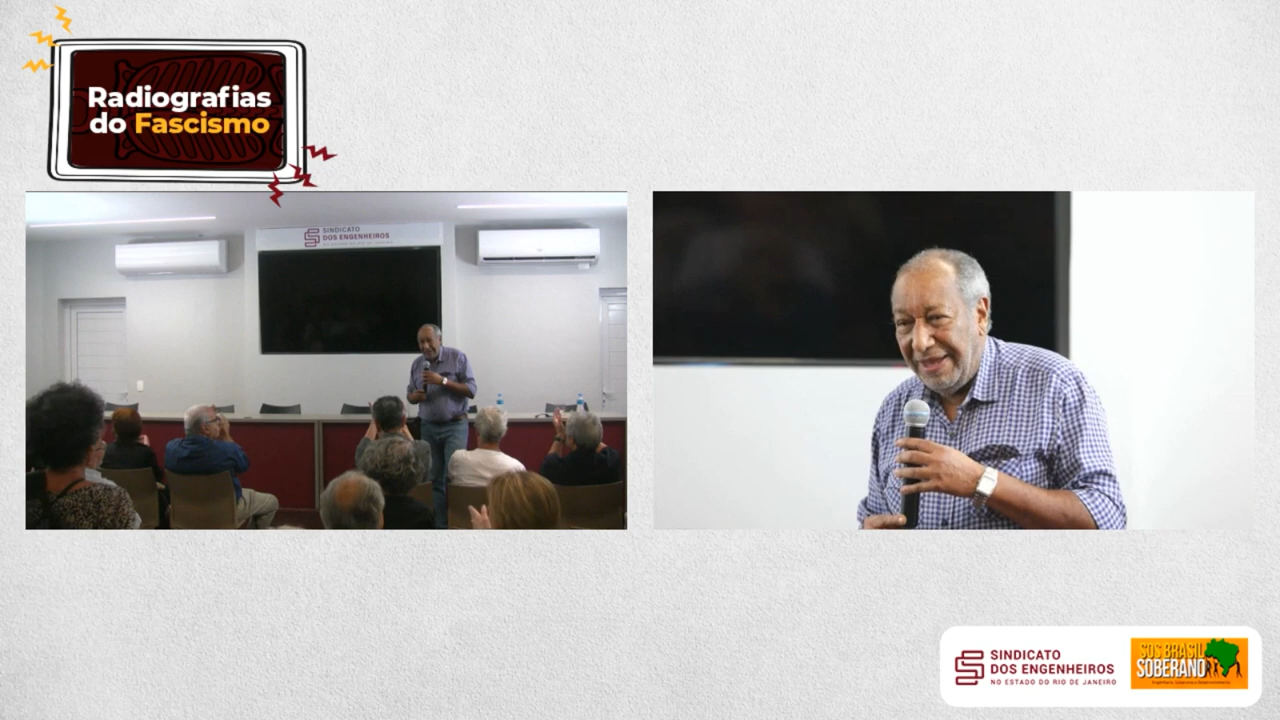 Radiografias
do Fascismo
SINDICATO
DOS ENGENHEIROS
SINDICATO
DOS ENGENHEIROS
NO ESTADO DO RIO DE JANEIRO
SOS BRASIL
SOBERANO